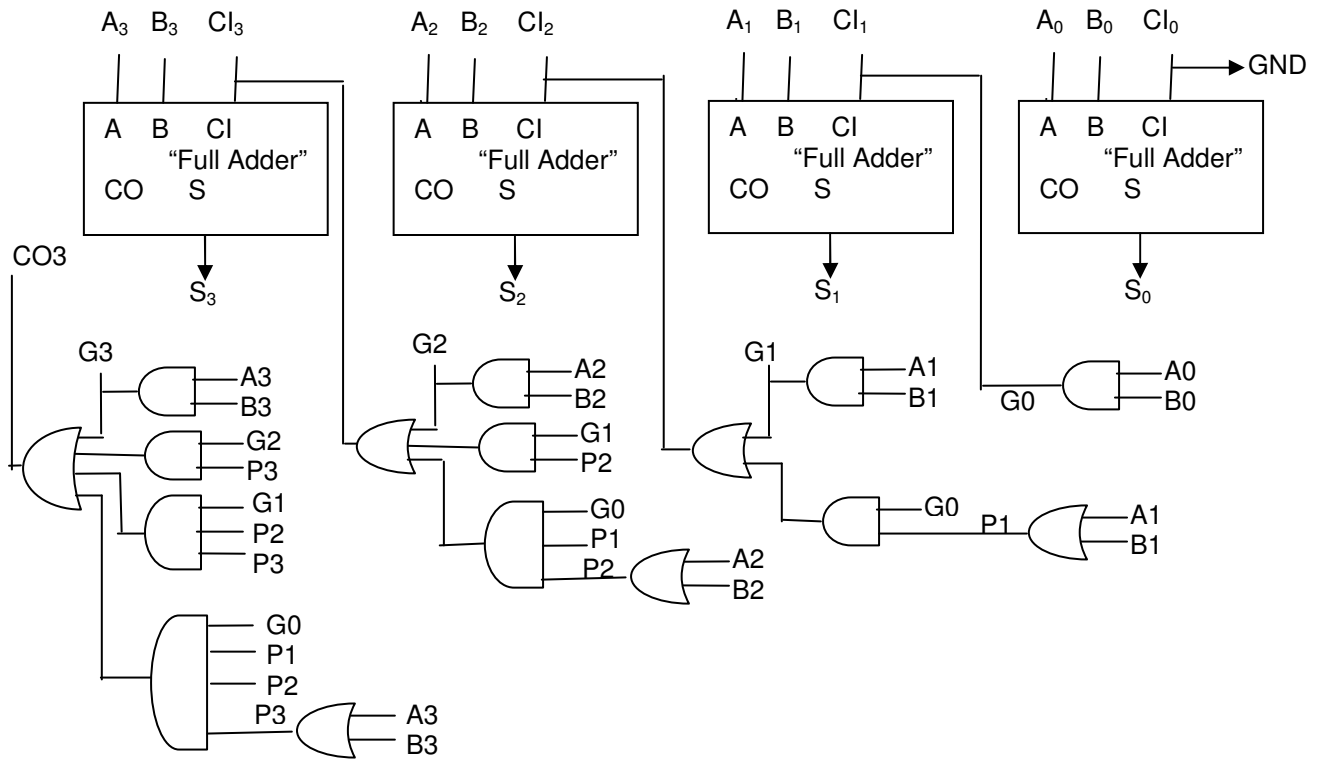 A₃ B₃ CI₃ A₂ B₂ CI₂ A₁ B₁ CI₁ A₀ B₀ CI₀
GND
A B CI A B CI A B CI A B CI
“Full Adder” “Full Adder” “Full Adder” “Full Adder”
CO S CO S CO S CO S
CO3
S₃ S₂ S₁ S₀
G3 G2 G1
A3 A2 A1 A0
B3 B2 B1 G0 B0
G2 G1
P3 P2
G1 G0 G0 P1 A1
P2 P1 B1
P3 P2 A2
B2
G0
P1
P2
P3 A3
B3